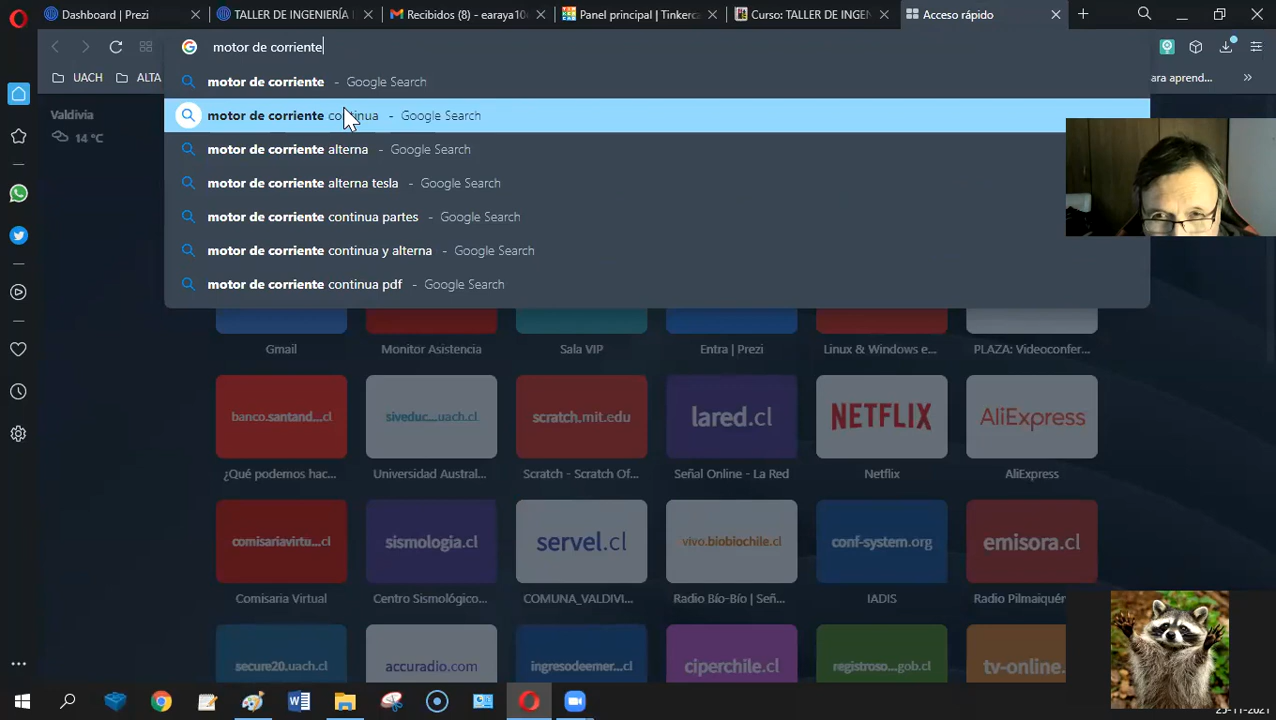 Dashboard | Prezi
TALLER DE INGENIERÍA I
Recibidos (8) - earaya10
Panel principal | Tinkerc
Curso: TALLER DE INGEN
Acceso rápido
motor de corriente
UACH
ALTA
ara aprend...
»
motor de corriente - Google Search
motor de corriente continua - Google Search
motor de corriente alterna - Google Search
motor de corriente alterna tesla - Google Search
motor de corriente continua partes - Google Search
motor de corriente continua y alterna - Google Search
motor de corriente continua pdf - Google Search
Valdivia
14 °C
Gmail
Monitor Asistencia
Sala VIP
Entra | Prezi
Linux & Windows e...
PLAZA: Videoconfer...
banco.santand...cl
siveduc...uach.cl
scratch.mit.edu
lared.cl
NETFLIX
AliExpress
¿Qué podemos hac...
Universidad Austral...
Scratch - Scratch Of...
Señal Online - La Red
Netflix
AliExpress
comisariavirtu...cl
sismologia.cl
servel.cl
vivo.biobiochile.cl
conf-system.org
emisora.cl
Comisaria Virtual
Centro Sismológico...
COMUNA_VALDIVI...
Radio Bío-Bío | Señ...
IADIS
Radio Pilmaiquén
secure20.uach.cl
accuradio.com
ingresodeemer...cl
ciperchile.cl
registroso...gob.cl
tv-online.
23-11-2021